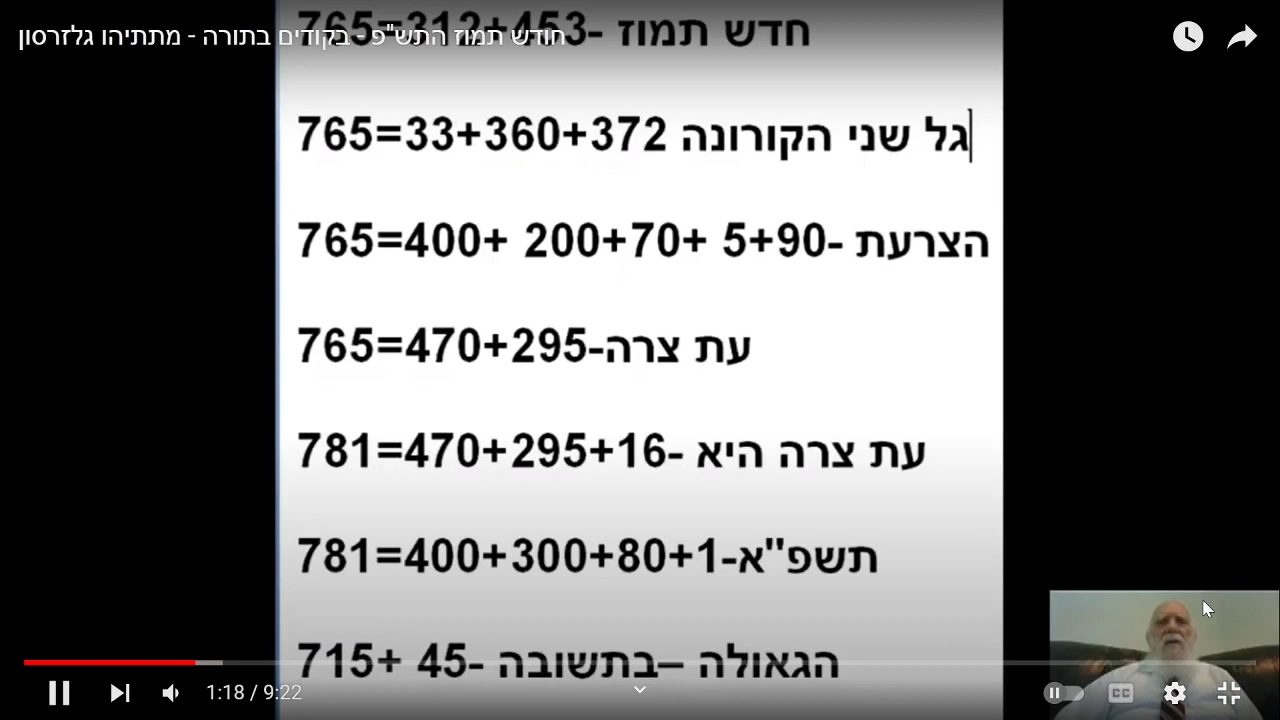 חודש תמוז התש"פ - בקודים בתורה - מתתיהו גלזרסון
חדש תמוז -453+312=765
גל שני הקורונה 372+360+33=765
הצרעת -90+5 +70+200 +400=765
עת צרה-295+470=765
עת צרה היא -16+295+470=781
תשפ"א-1+80+300+400=781
הגאולה –בתשובה -45 +715
1:18 / 9:22
CC